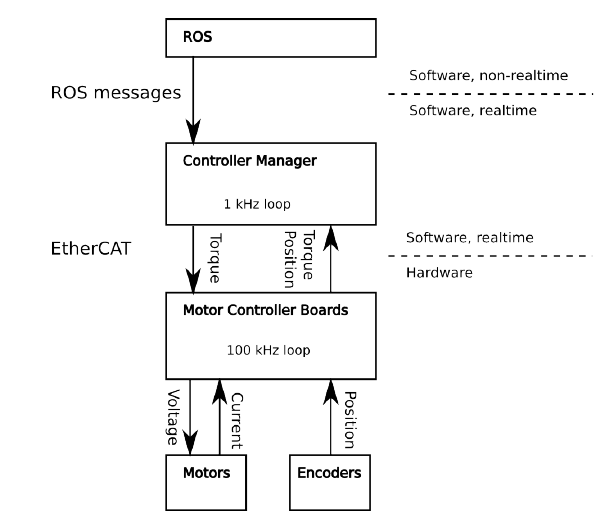 ROS
Software, non-realtime
ROS messages
Software, realtime
Controller Manager
1 kHz loop
Software, realtime
EtherCAT
Torque
Torque
Position
Hardware
Motor Controller Boards
100 kHz loop
Voltage
Current
Position
Motors
Encoders